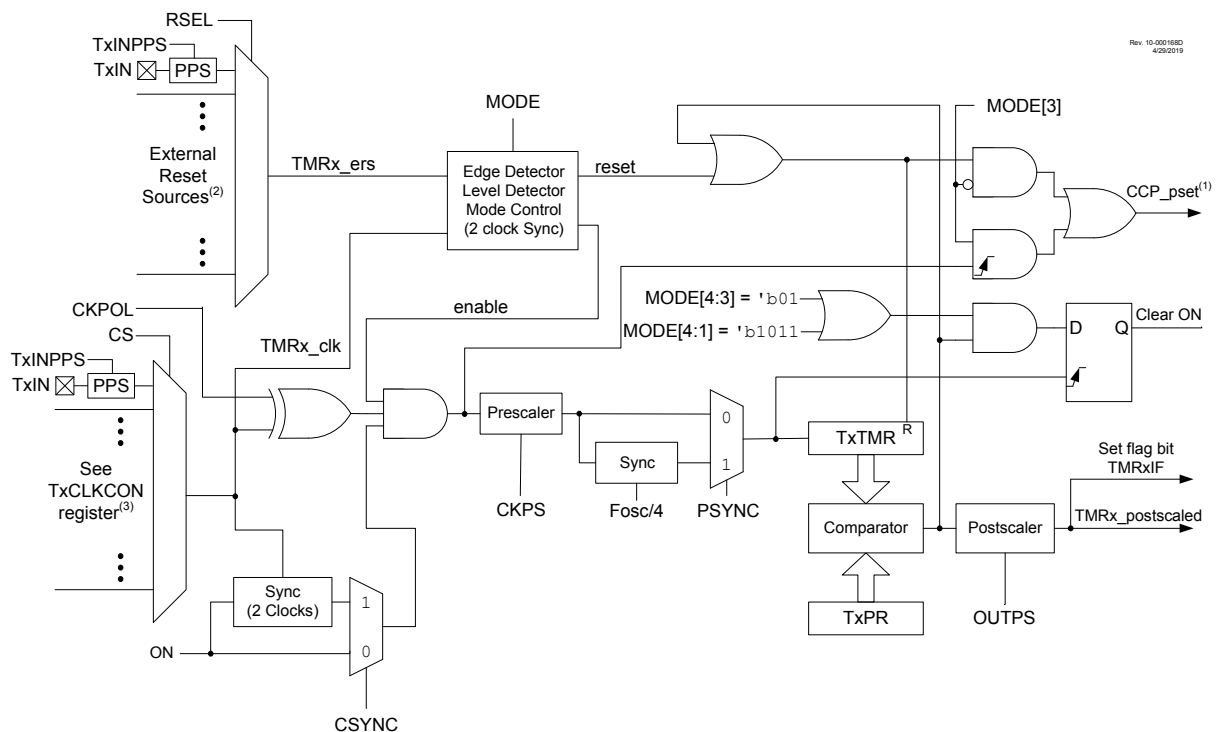 RSEL
Rev. 10-000168D
4/29/2019
TxINPPS
TxIN
PPS
MODE
MODE[3]
External
Reset
Sources(2)
TMRx_ers
Edge Detector
Level Detector
Mode Control
(2 clock Sync)
reset
CCP_pset(1)
enable
MODE[4:3] = 'b01
MODE[4:1] = 'b1011
D
Q
Clear ON
CKPOL
CS
TMRx_clk
TxINPPS
TxIN
PPS
Prescaler
0
1
Sync
CKPS
Fosc/4
PSYNC
TxTMR
R
See
TxCLKCON
register(3)
Set flag bit
TMRxIF
Comparator
Postscaler
TMRx_postscaled
TxPR
OUTPS
Sync
(2 Clocks)
1
0
ON
CSYNC